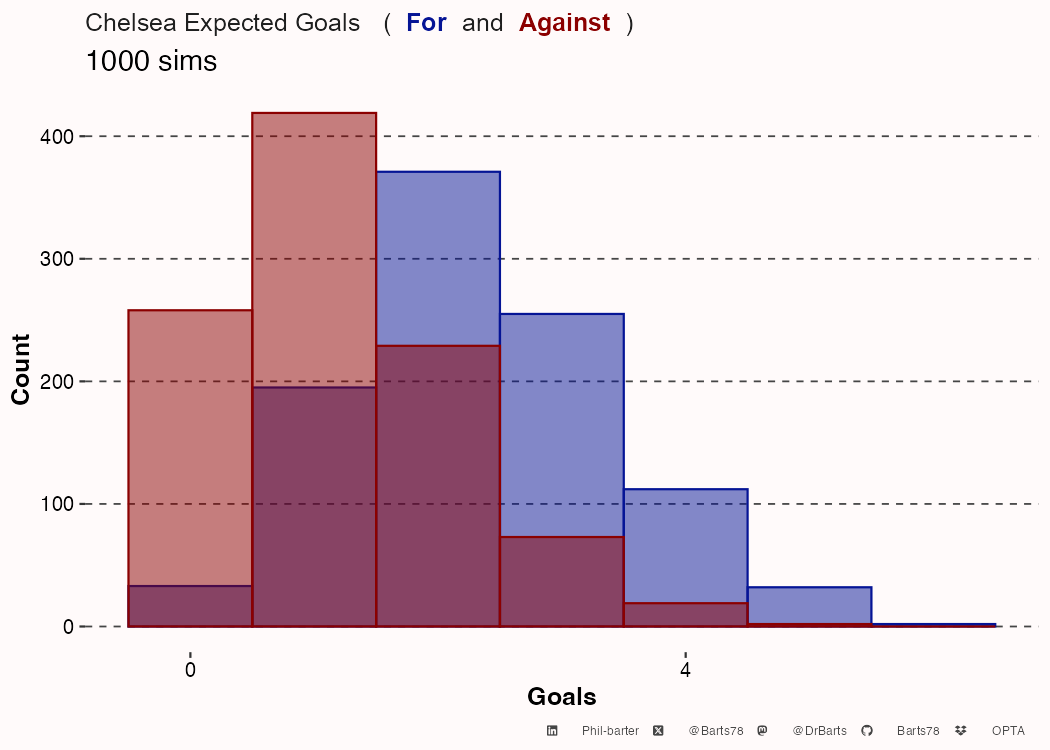 Chelsea Expected Goals ( For and Against )
1000 sims
400
300
200
100
0
Count
0 4
Goals
Phil-barter @Barts78 @DrBarts Barts78 OPTA